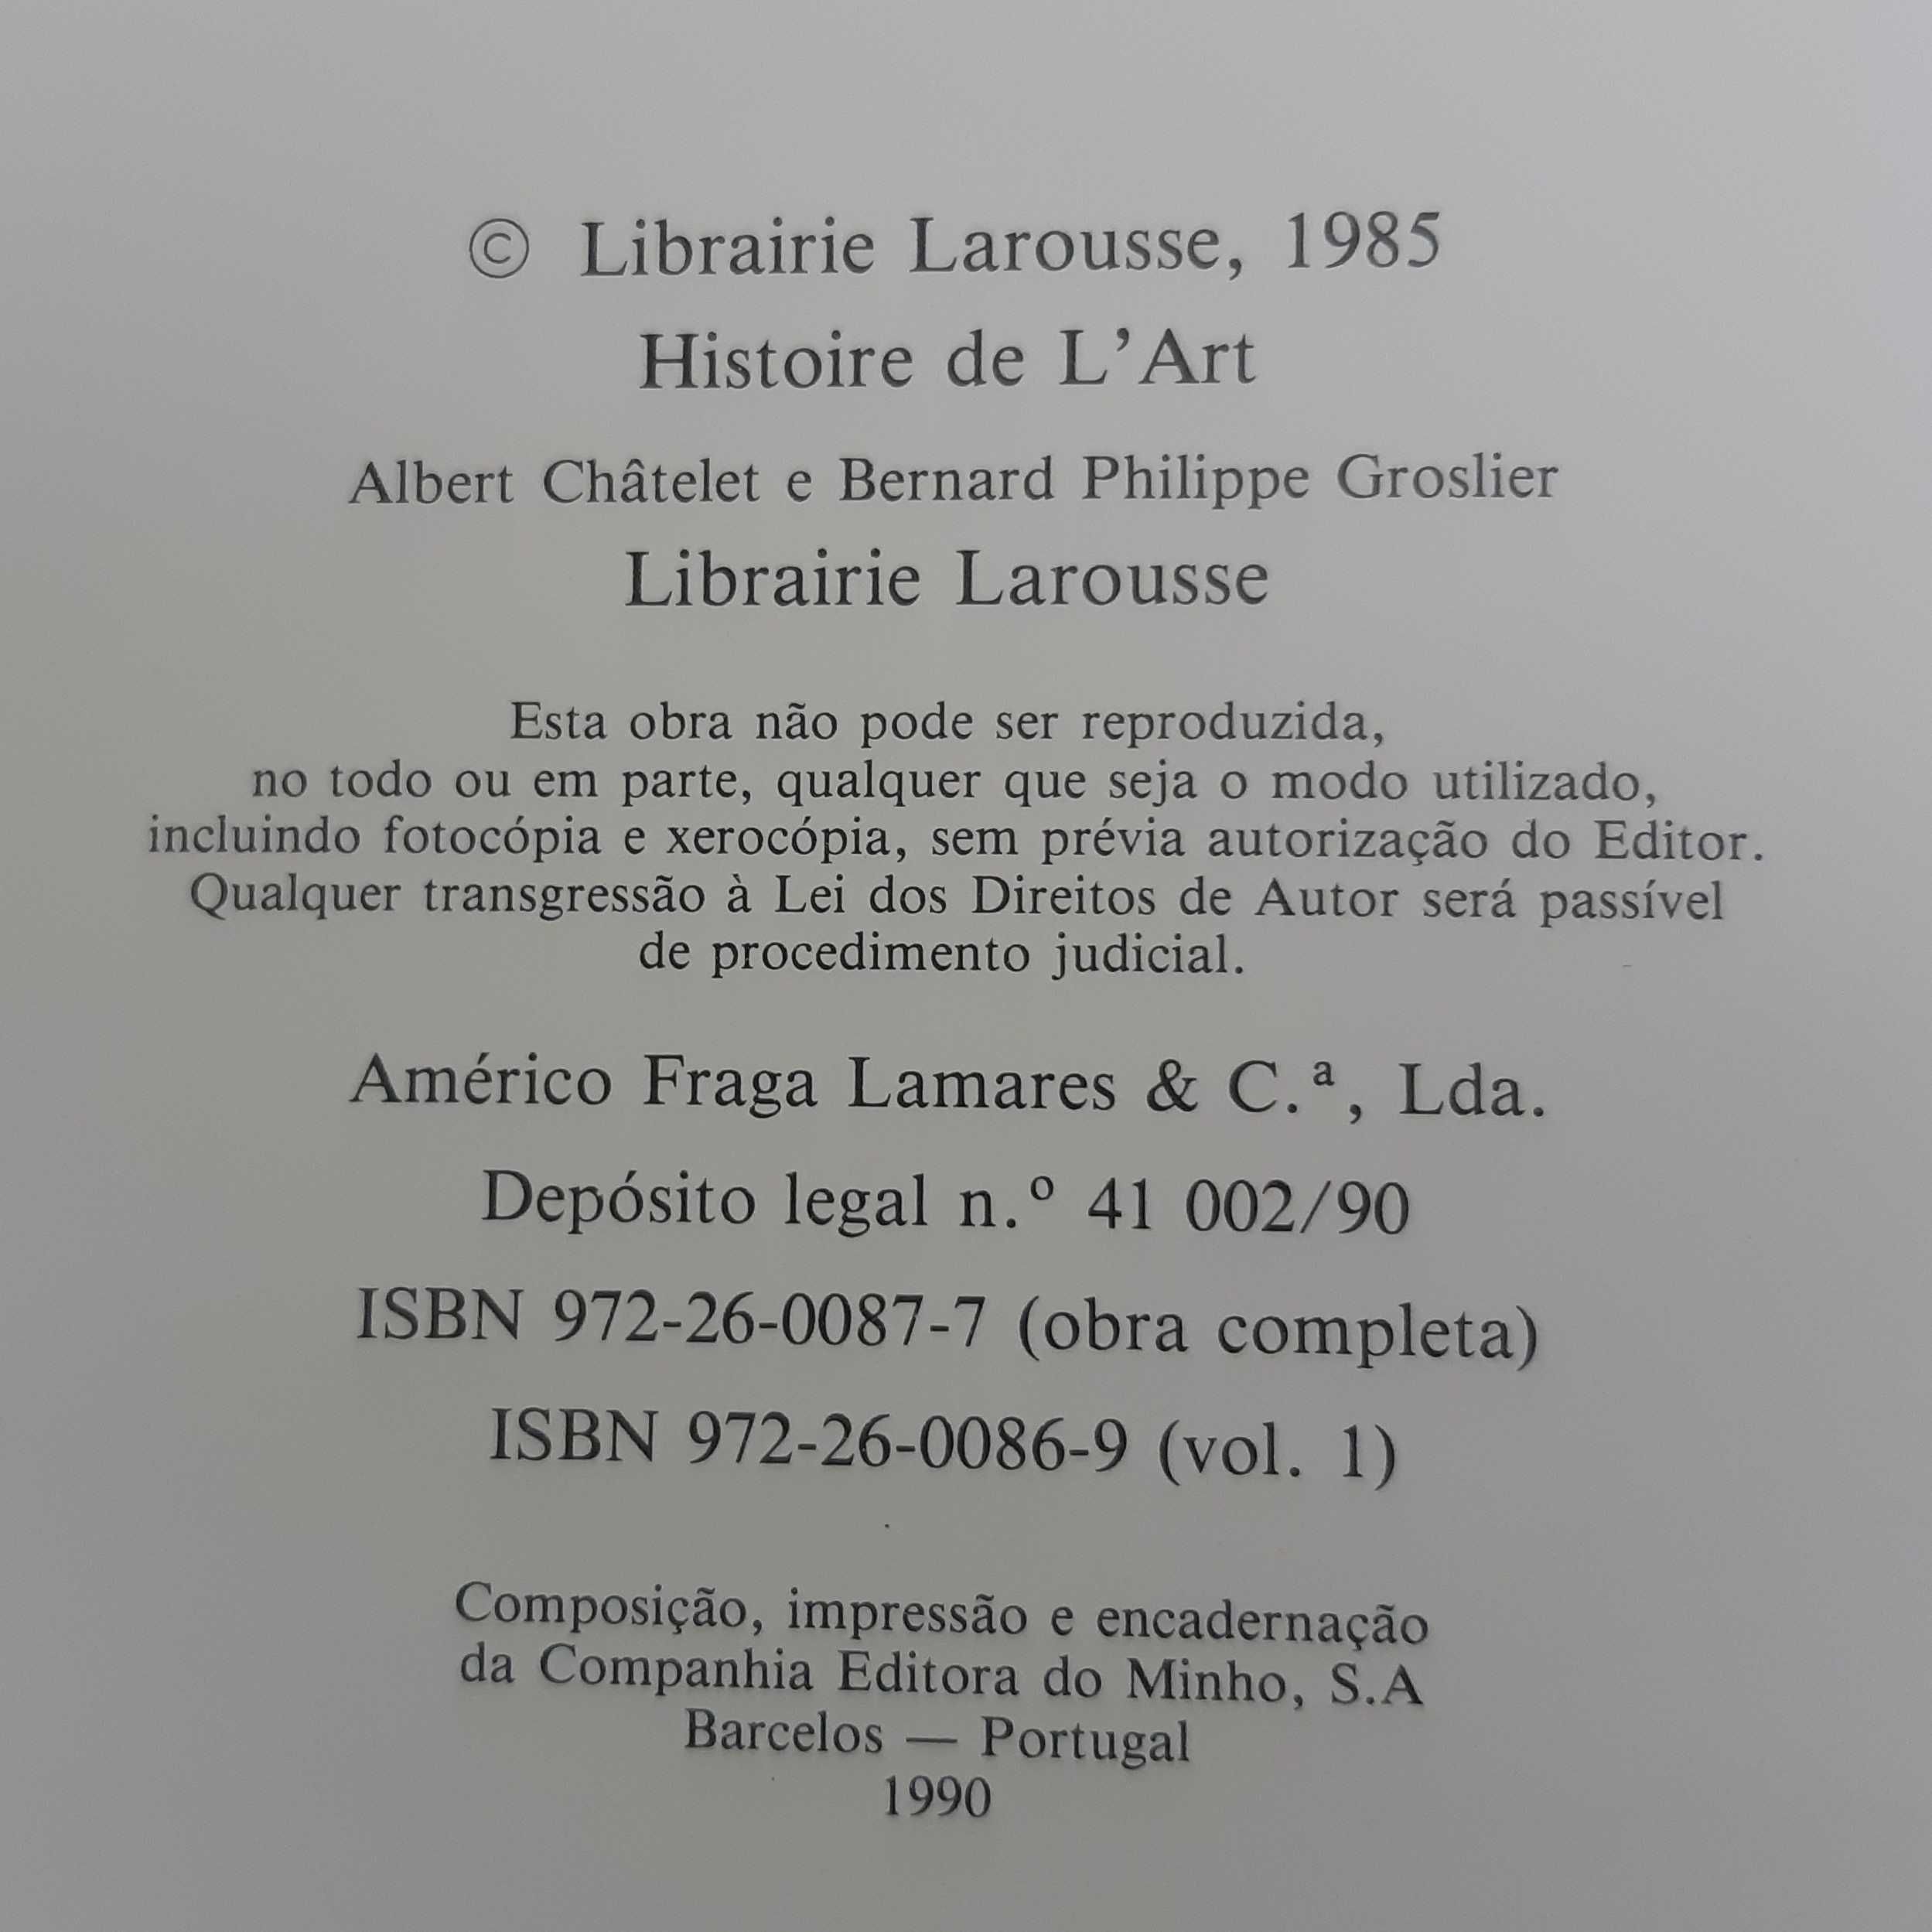 © Librairie Larousse, 1985
Histoire de L'Art
Albert Châtelet e Bernard Philippe Groslier
Librairie Larousse
Esta obra não pode ser reproduzida,
no todo ou em parte, qualquer que seja o modo utilizado,
incluindo fotocópia e xerocópia, sem prévia autorização do Editor.
Qualquer transgressão à Lei dos Direitos de Autor será passível
de procedimento judicial.
Américo Fraga Lamares & C.ª, Lda.
Depósito legal n.º 41 002/90
ISBN 972-26-0087-7 (obra completa)
ISBN 972-26-0086-9 (vol. 1)
Composição, impressão e encadernação
da Companhia Editora do Minho, S.A
Barcelos — Portugal
1990